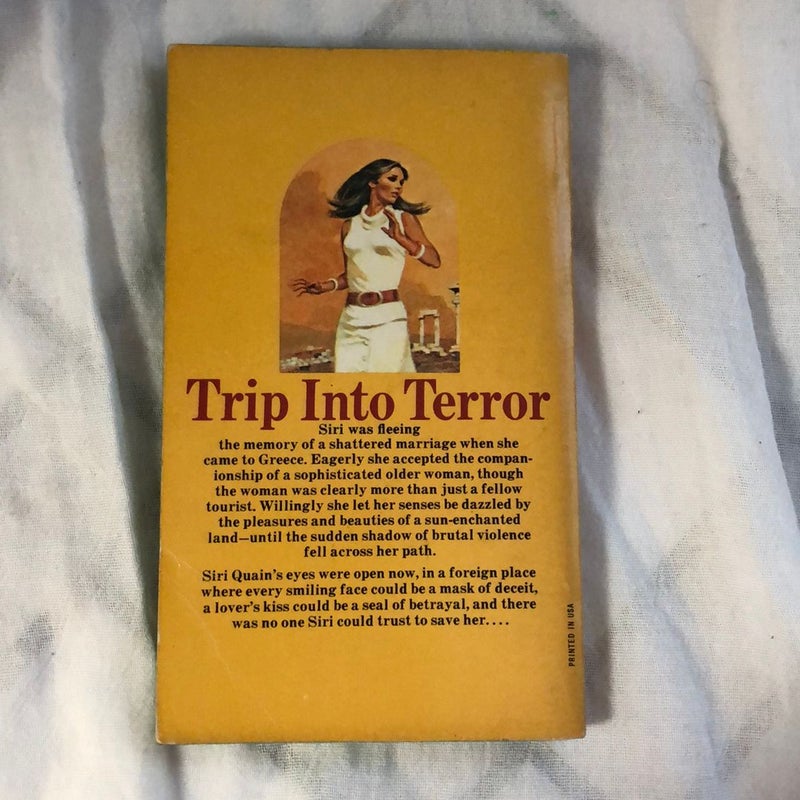 Trip Into Terror
Siri was fleeing
the memory of a shattered marriage when she
came to Greece. Eagerly she accepted the compan-
ionship of a sophisticated older woman, though
the woman was clearly more than just a fellow
tourist. Willingly she let her senses be dazzled by
the pleasures and beauties of a sun-enchanted
land—until the sudden shadow of brutal violence
fell across her path.
Siri Quain's eyes were open now, in a foreign place
where every smiling face could be a mask of deceit,
a lover's kiss could be a seal of betrayal, and there
was no one Siri could trust to save her....
PRINTED IN USA